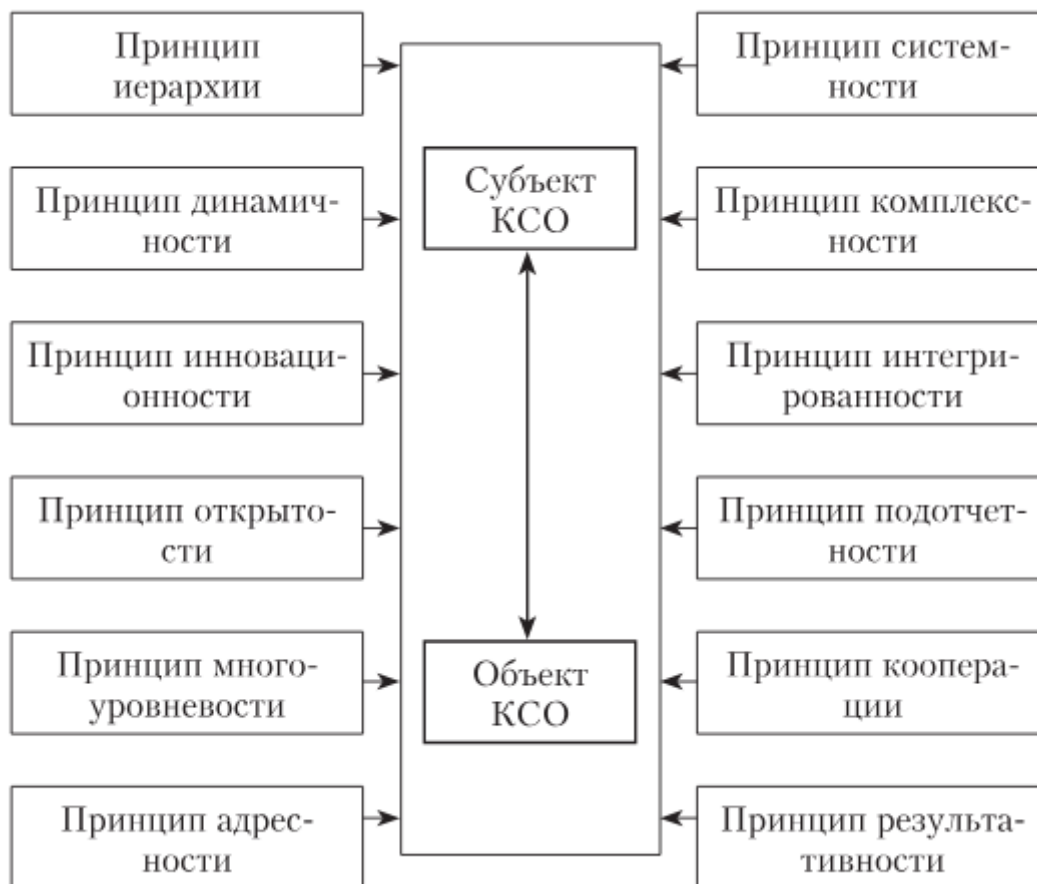 Принцип
иерархии
Принцип систем-
ности
Субъект
КСО
Принцип динамич-
ности
Принцип комплекс-
ности
Принцип инноваци-
онности
Принцип интегри-
рованности
Принцип открыто-
сти
Принцип подотчет-
ности
Принцип много-
уровневости
Объект
КСО
Принцип коопера-
ции
Принцип адрес-
ности
Принцип результа-
тивности